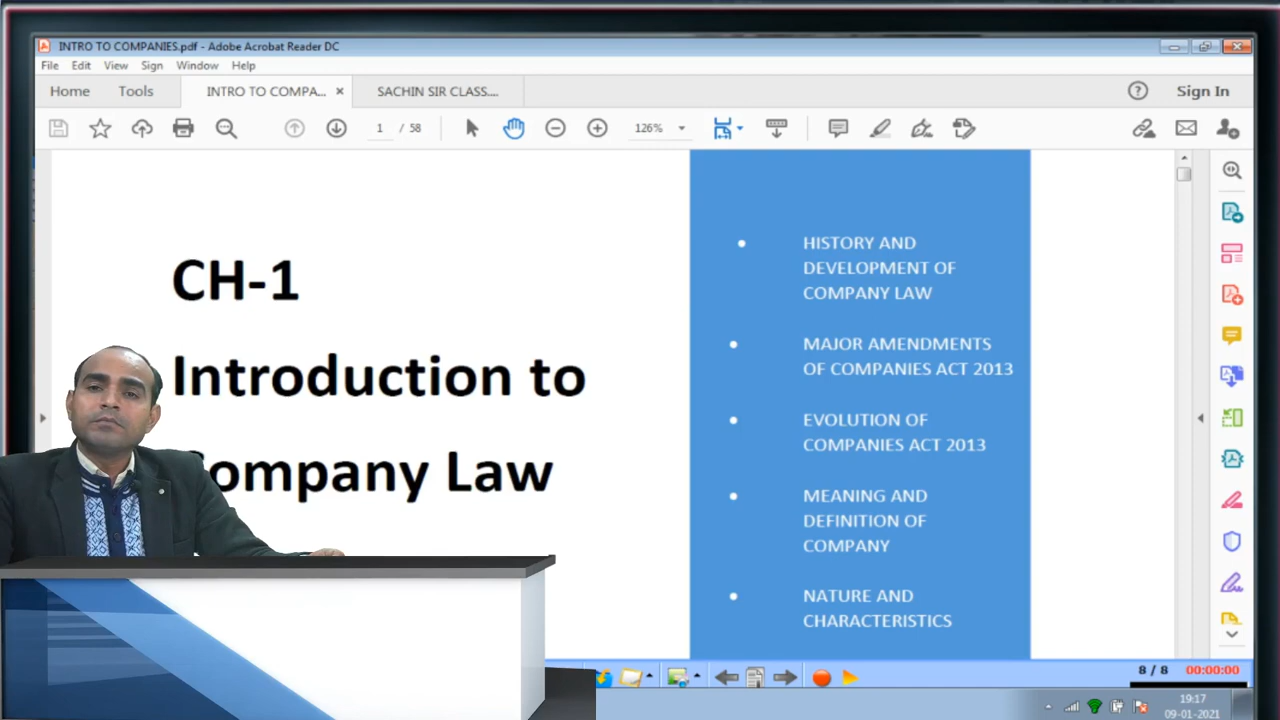 INTRO TO COMPANIES.pdf - Adobe Acrobat Reader DC
File Edit View Sign Window Help
Home Tools INTRO TO COMPA... × SACHIN SIR CLASS.... Sign In
1 / 58 126%
CH-1
Introduction to
Company Law
• HISTORY AND
DEVELOPMENT OF
COMPANY LAW
• MAJOR AMENDMENTS
OF COMPANIES ACT 2013
• EVOLUTION OF
COMPANIES ACT 2013
• MEANING AND
DEFINITION OF
COMPANY
• NATURE AND
CHARACTERISTICS
8 / 8 00:00:00
19:17
09-01-2021